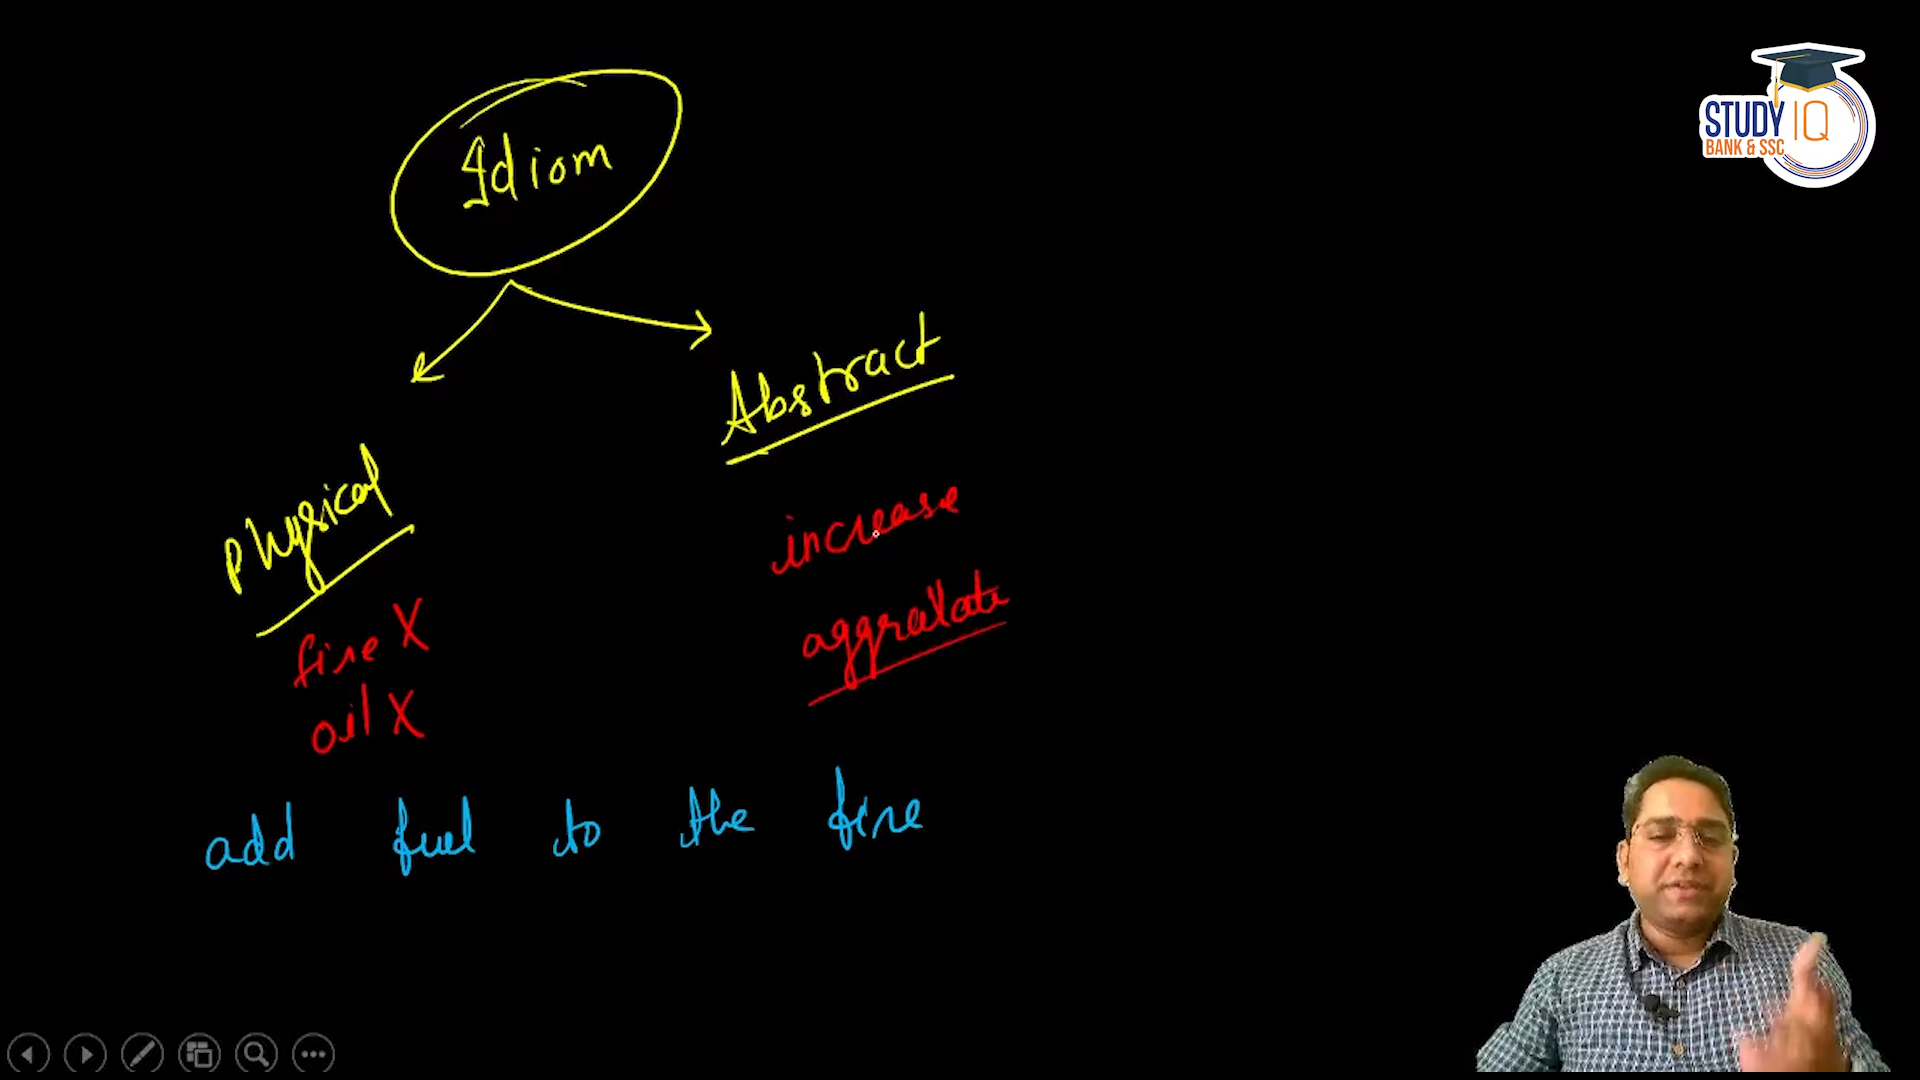 STUDY IQ
BANK & SSC
Idiom
Abstract
Physical
increase
aggravate
fire X
oil X
add fuel to the fire